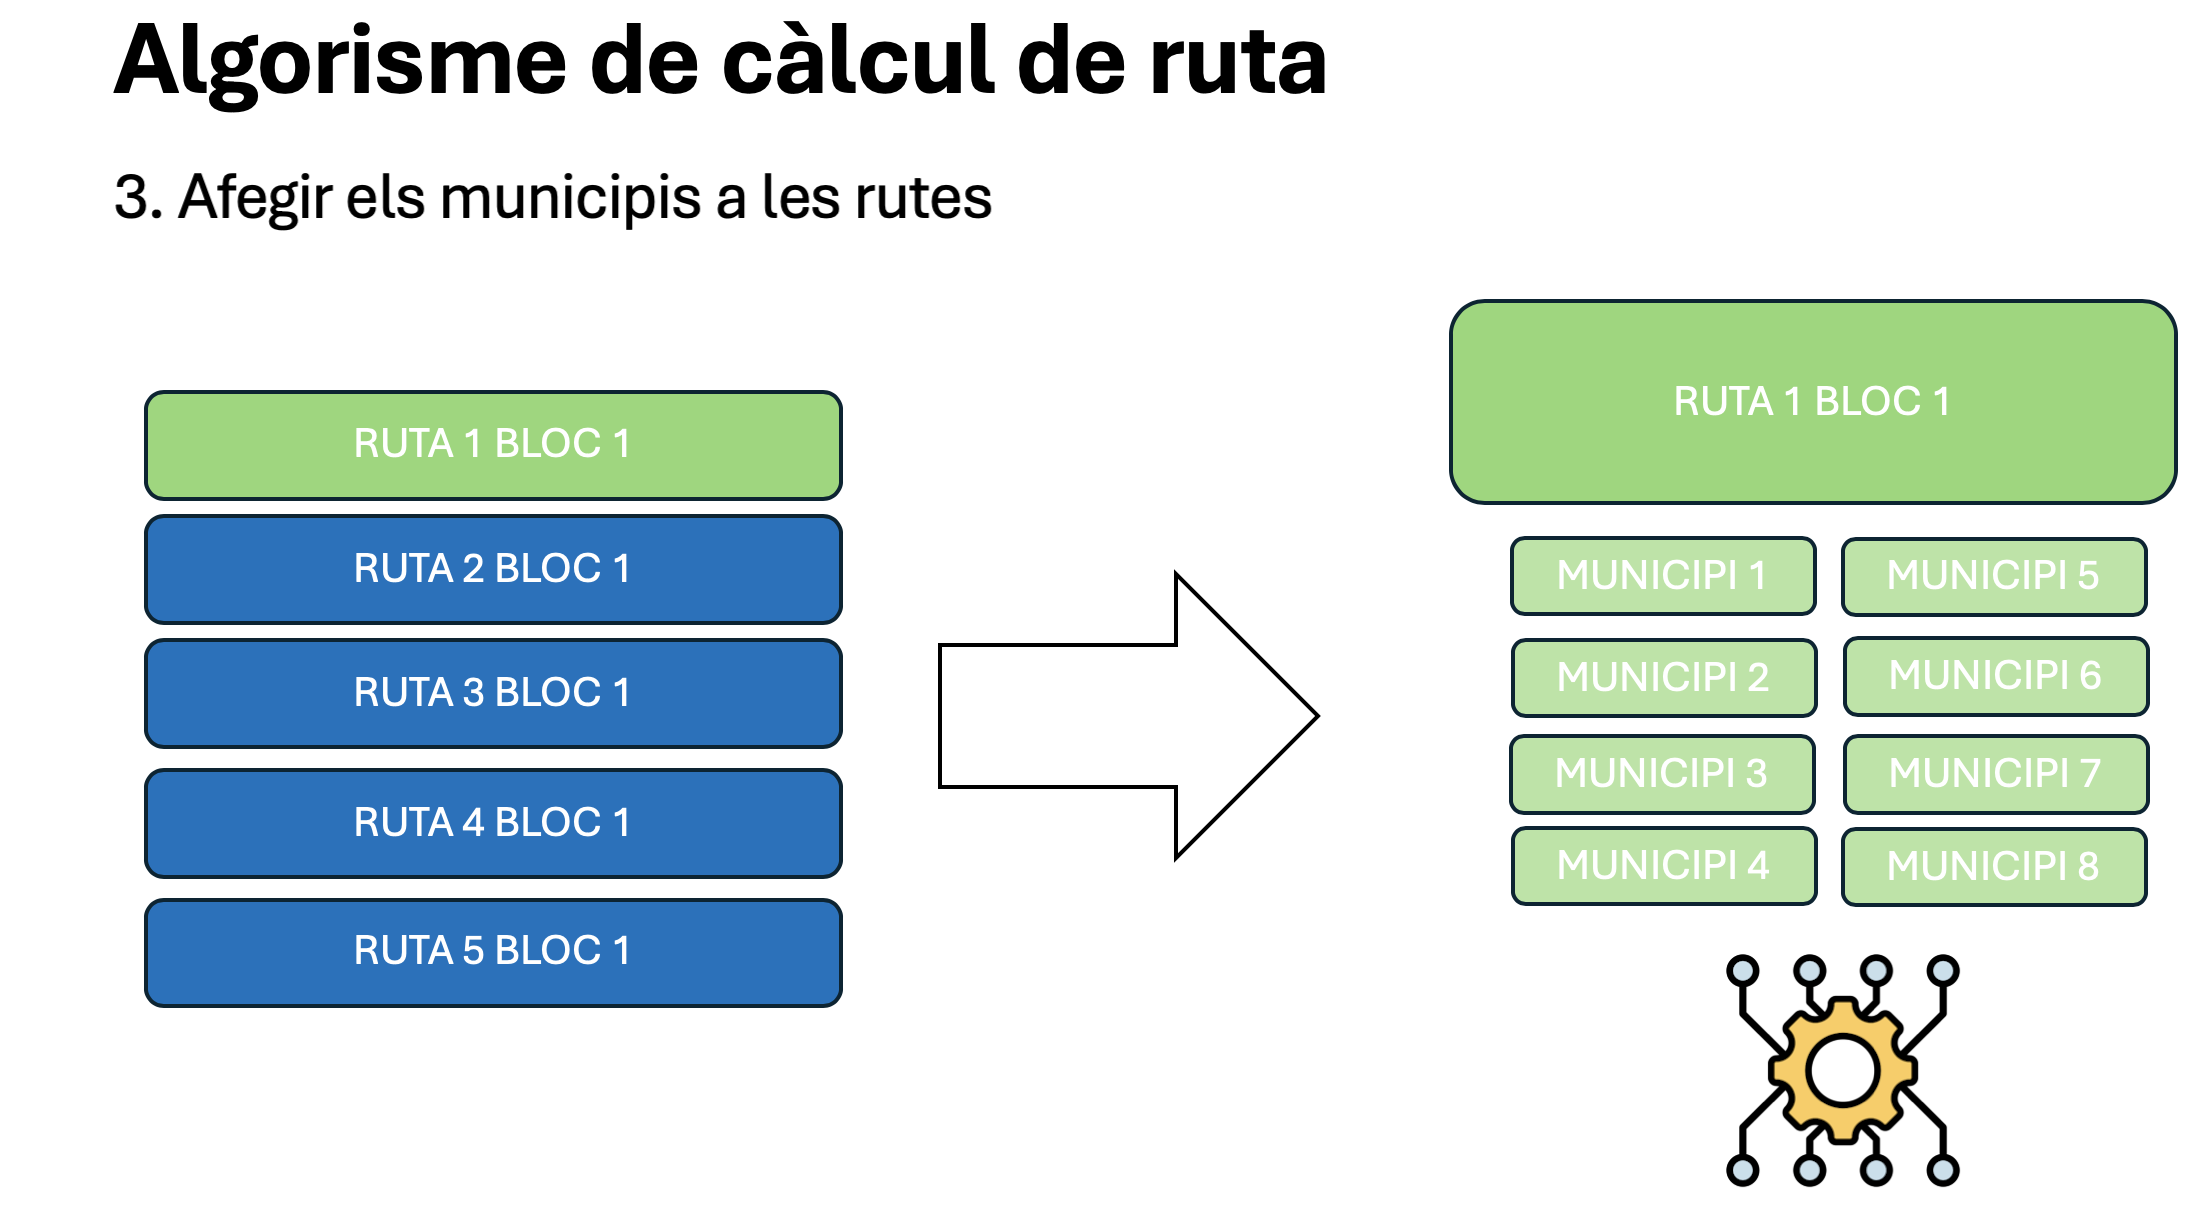 Algorisme de càlcul de ruta
3. Afegir els municipis a les rutes
RUTA 1 BLOC 1
RUTA 2 BLOC 1
RUTA 3 BLOC 1
RUTA 4 BLOC 1
RUTA 5 BLOC 1
RUTA 1 BLOC 1
MUNICIPI 1
MUNICIPI 2
MUNICIPI 3
MUNICIPI 4
MUNICIPI 5
MUNICIPI 6
MUNICIPI 7
MUNICIPI 8